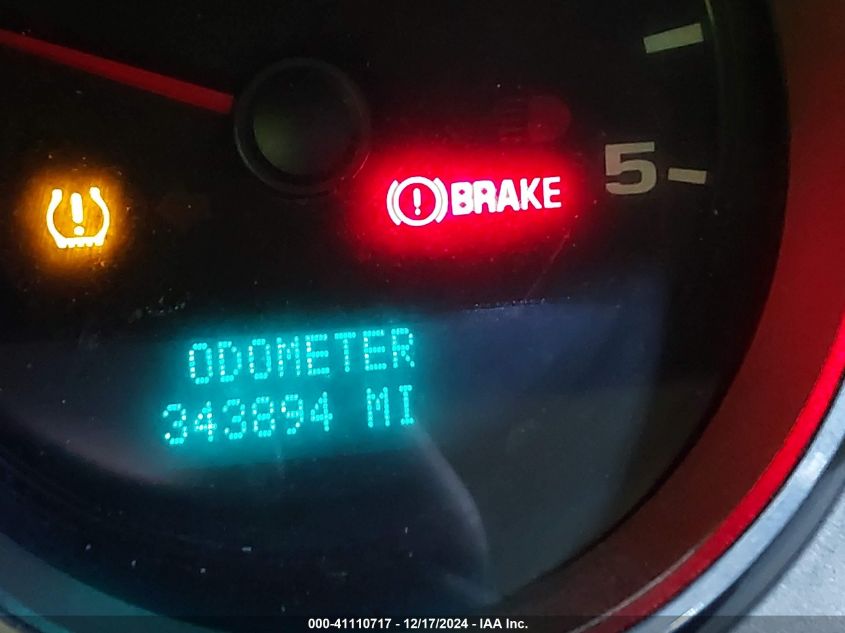 5
BRAKE
ODOMETER
343894 MI
000-41110717 - 12/17/2024 - IAA Inc.